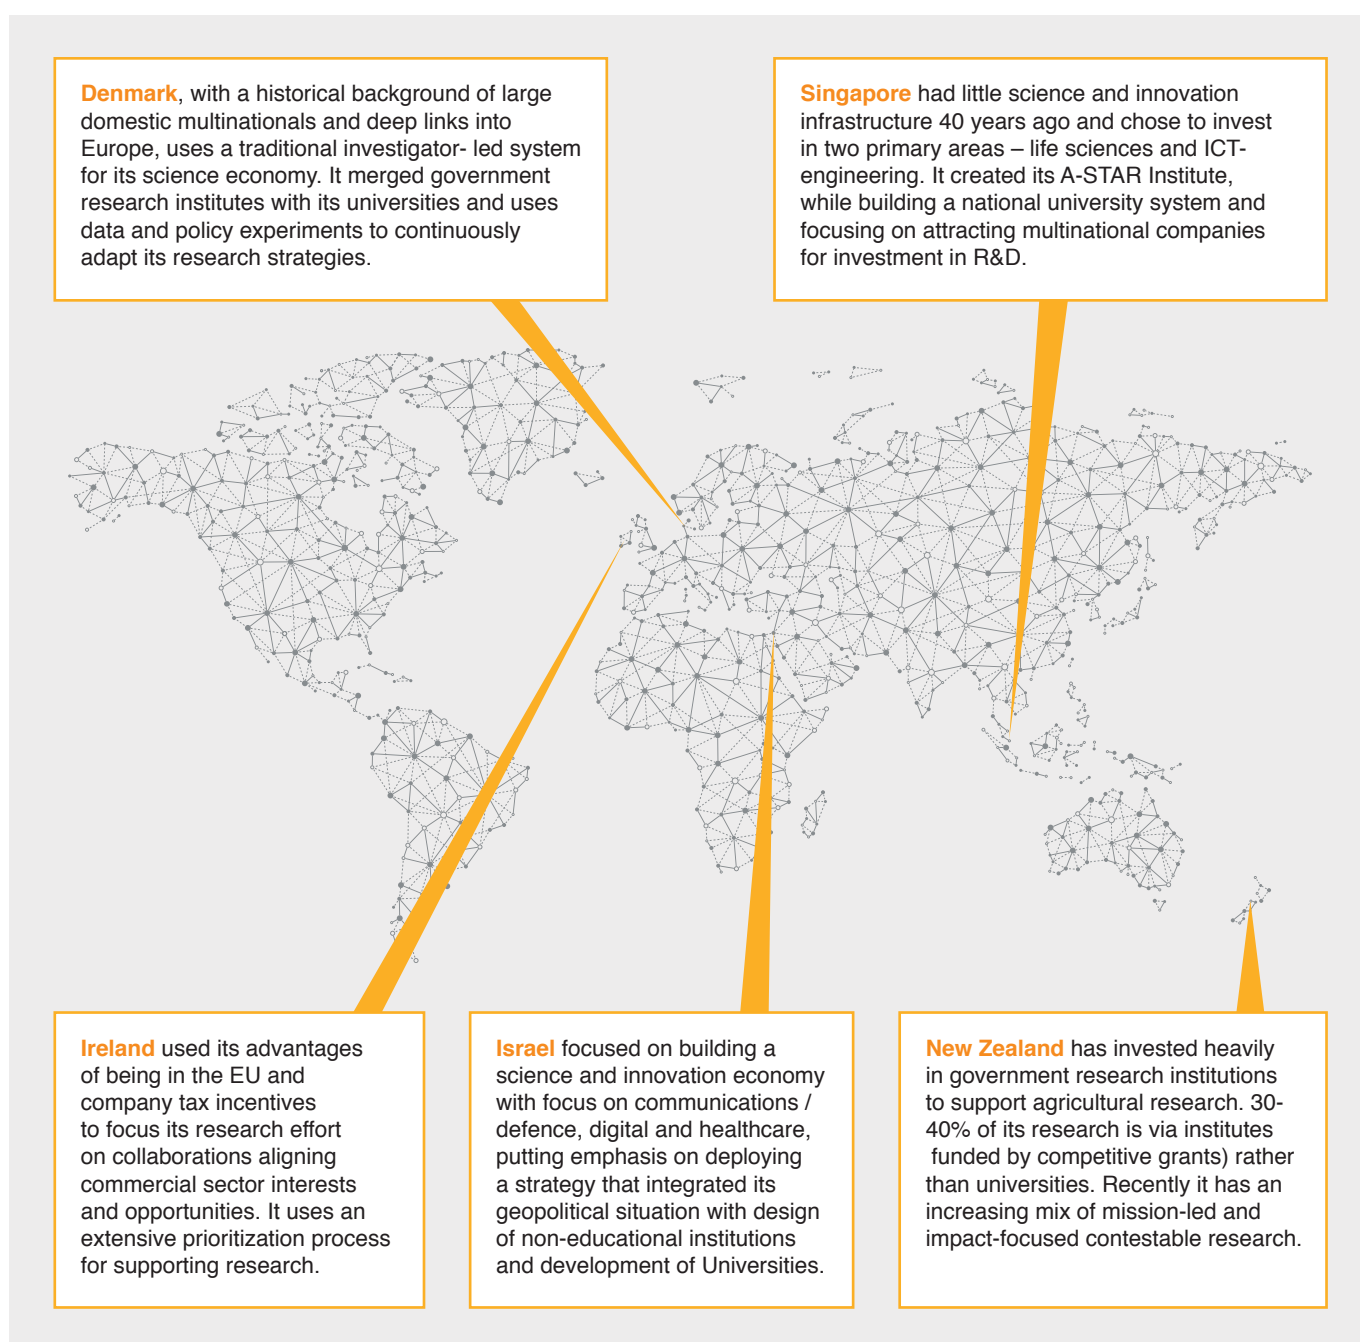 Denmark, with a historical background of large
domestic multinationals and deep links into
Europe, uses a traditional investigator- led system
for its science economy. It merged government
research institutes with its universities and uses
data and policy experiments to continuously
adapt its research strategies.
Singapore had little science and innovation
infrastructure 40 years ago and chose to invest
in two primary areas – life sciences and ICT-
engineering. It created its A-STAR Institute,
while building a national university system and
focusing on attracting multinational companies
for investment in R&D.
Ireland used its advantages
of being in the EU and
company tax incentives
to focus its research effort
on collaborations aligning
commercial sector interests
and opportunities. It uses an
extensive prioritization process
for supporting research.
Israel focused on building a
science and innovation economy
with focus on communications /
defence, digital and healthcare,
putting emphasis on deploying
a strategy that integrated its
geopolitical situation with design
of non-educational institutions
and development of Universities.
New Zealand has invested heavily
in government research institutions
to support agricultural research. 30-
40% of its research is via institutes
funded by competitive grants) rather
than universities. Recently it has an
increasing mix of mission-led and
impact-focused contestable research.